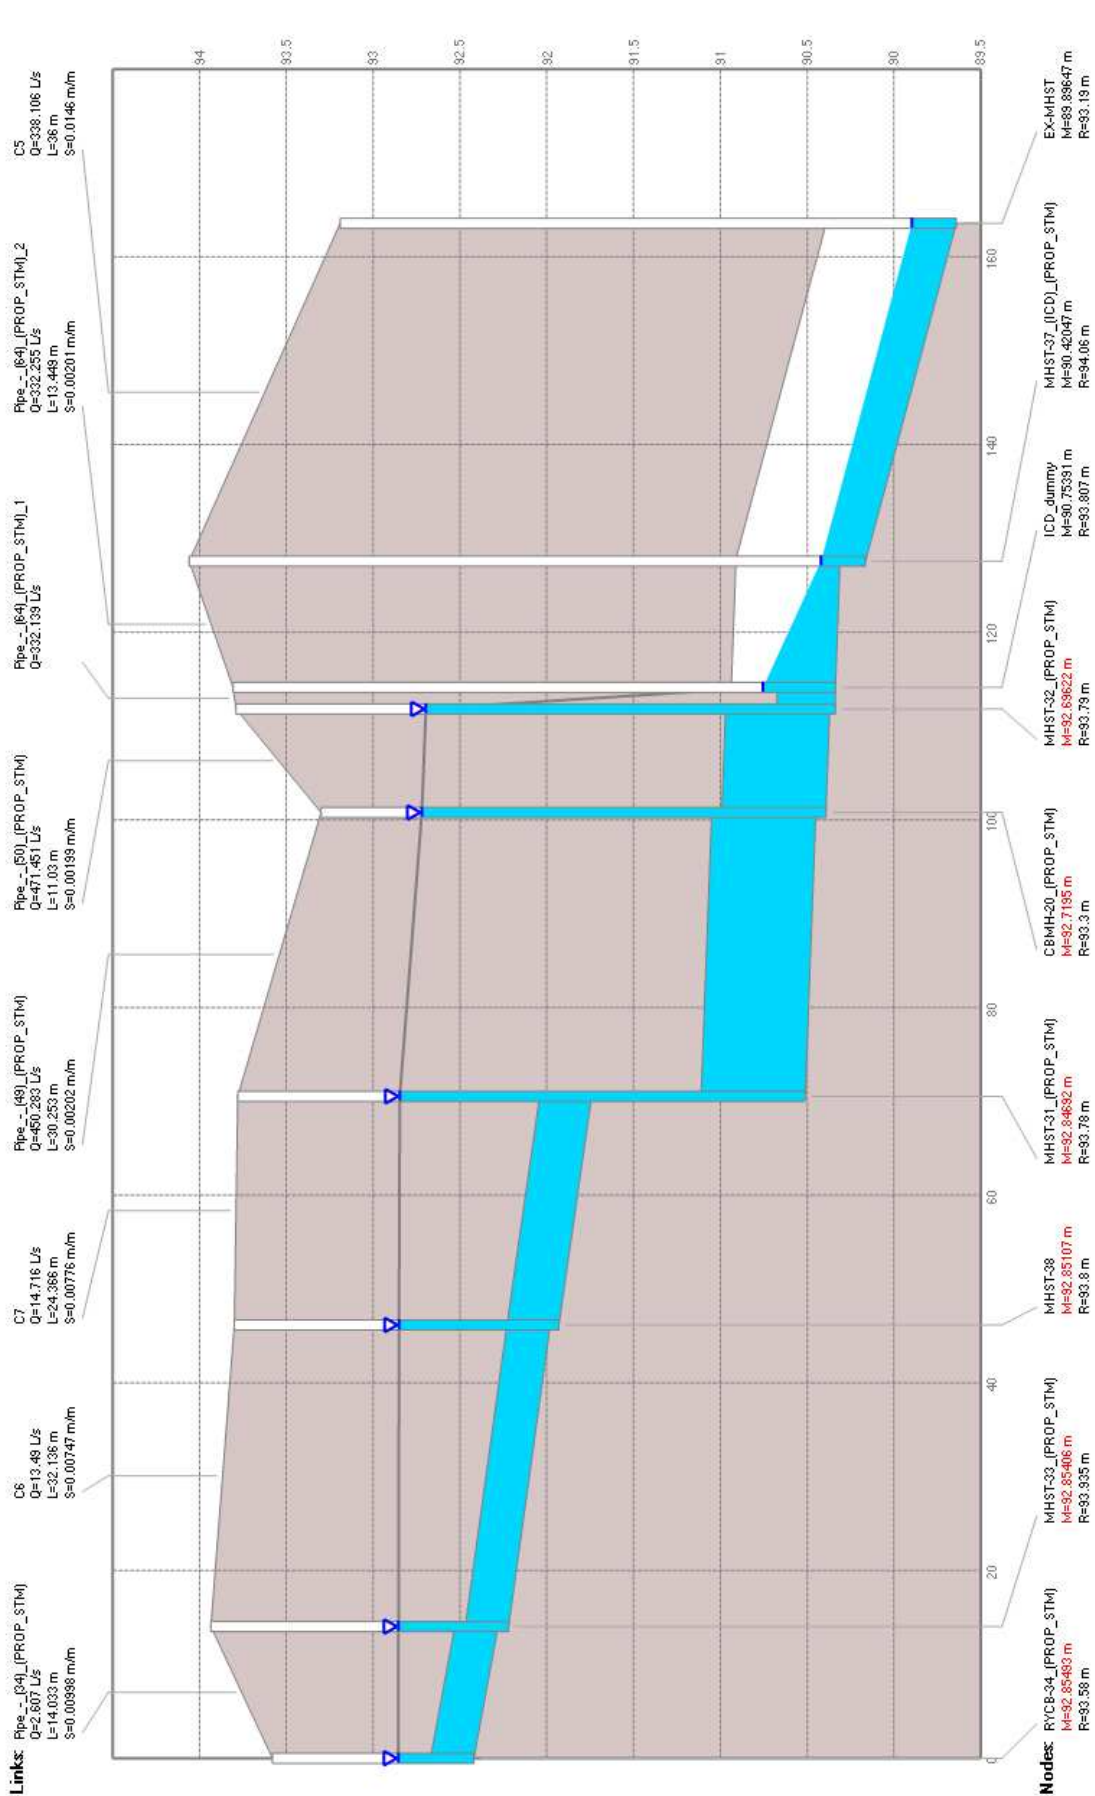 Links:
Pipe_-_(34)_(PROP_STM)
Q=2.607 L/s
L=14.033 m
S=0.00998 m/m
C6
Q=13.49 L/s
L=32.136 m
S=0.00747 m/m
C7
Q=14.716 L/s
L=24.366 m
S=0.00776 m/m
Pipe_-_(49)_(PROP_STM)
Q=450.283 L/s
L=30.253 m
S=0.00202 m/m
Pipe_-_(50)_(PROP_STM)
Q=471.451 L/s
L=11.03 m
S=0.00199 m/m
Pipe_-_(64)_(PROP_STM)_1
Q=332.139 L/s
Pipe_-_(64)_(PROP_STM)_2
Q=332.255 L/s
L=13.449 m
S=0.00201 m/m
C5
Q=338.106 L/s
L=36 m
S=0.0146 m/m
94
93.5
93
92.5
92
91.5
91
90.5
90
89.5
0
20
40
60
80
100
120
140
160
Nodes:
RYCB-34_(PROP_STM)
M=92.85493 m
R=93.58 m
MHST-33_(PROP_STM)
M=92.85406 m
R=93.935 m
MHST-38
M=92.85107 m
R=93.8 m
MHST-31_(PROP_STM)
M=92.84692 m
R=93.78 m
CBMH-20_(PROP_STM)
M=92.7195 m
R=93.3 m
MHST-32_(PROP_STM)
M=92.69622 m
R=93.79 m
ICD_dummy
M=90.75391 m
R=93.807 m
MHST-37_(ICD)_(PROP_STM)
M=90.42047 m
R=94.06 m
EX-MHST
M=89.89647 m
R=93.19 m